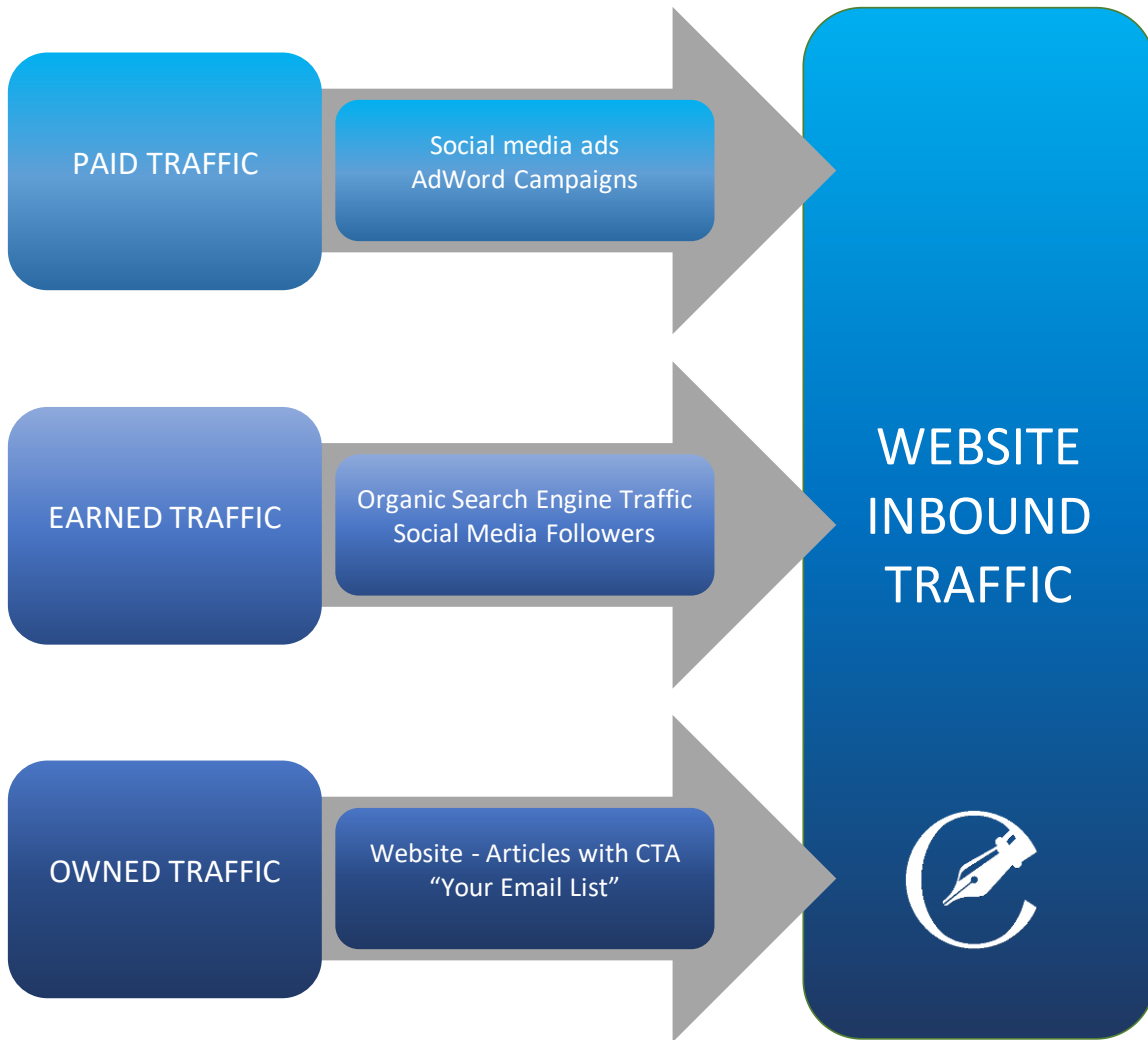 PAID TRAFFIC
Social media ads
AdWord Campaigns
EARNED TRAFFIC
Organic Search Engine Traffic
Social Media Followers
OWNED TRAFFIC
Website - Articles with CTA
“Your Email List”
WEBSITE
INBOUND
TRAFFIC